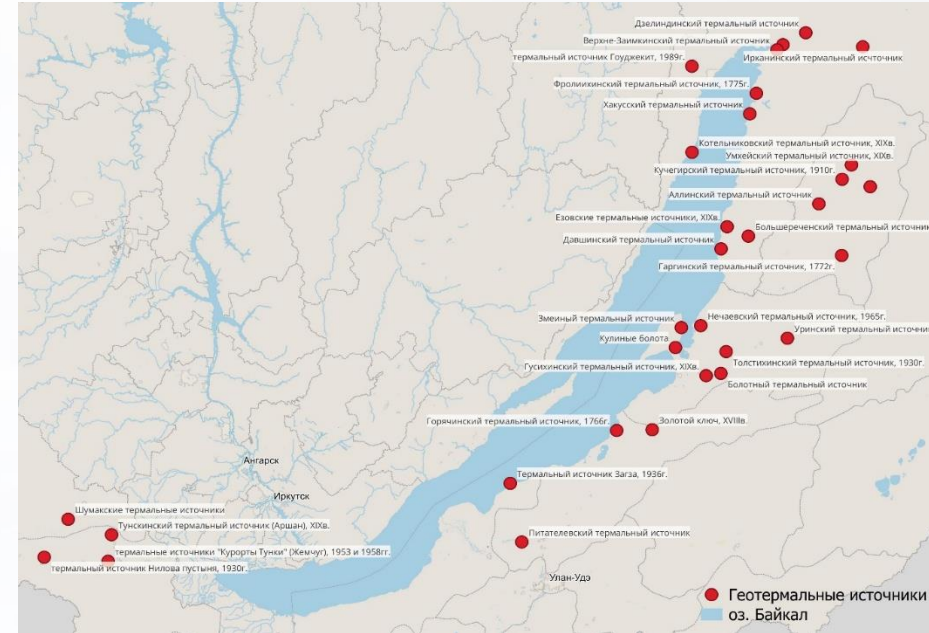 Дзелиндинский термальный источник
Верхне-Заимкинский термальный источник
термальный источник Гоуджекит, 1989г.
Ирканинский термальный исчточник
Фролиихинский термальный источник, 1775г.
Хакусский термальный источник
Котельниковский термальный источник, XIXв.
Умхейский термальный источник, XIXв.
Кучегирский термальный источник, 1910г.
Аллинский термальный источник
Езовские термальные источники, XIXв.
Большереченский термальный источник
Давшинский термальный источник
Гаргинский термальный источник, 1772г.
Змеиный термальный источник
Нечаевский термальный источник, 1965г.
Уринский термальный источник
Кулиные болота
Толстихинский термальный источник, 1930г.
Гусихинский термальный источник, XIXв.
Болотный термальный источник
Горячинский термальный источник, 1766г.
Золотой ключ, XVIIIв.
Ангарск
Термальный источник Загза, 1936г.
Иркутск
Шумакские термальные источники
Тунскинский термальный источник (Аршан), XIXв.
Питателевский термальный источник
термальные источники "Курорты Тунки" (Жемчуг), 1953 и 1958гг.
термальный источник Нилова пустыня, 1930г.
Улан-Удэ
Геотермальные источники
оз. Байкал